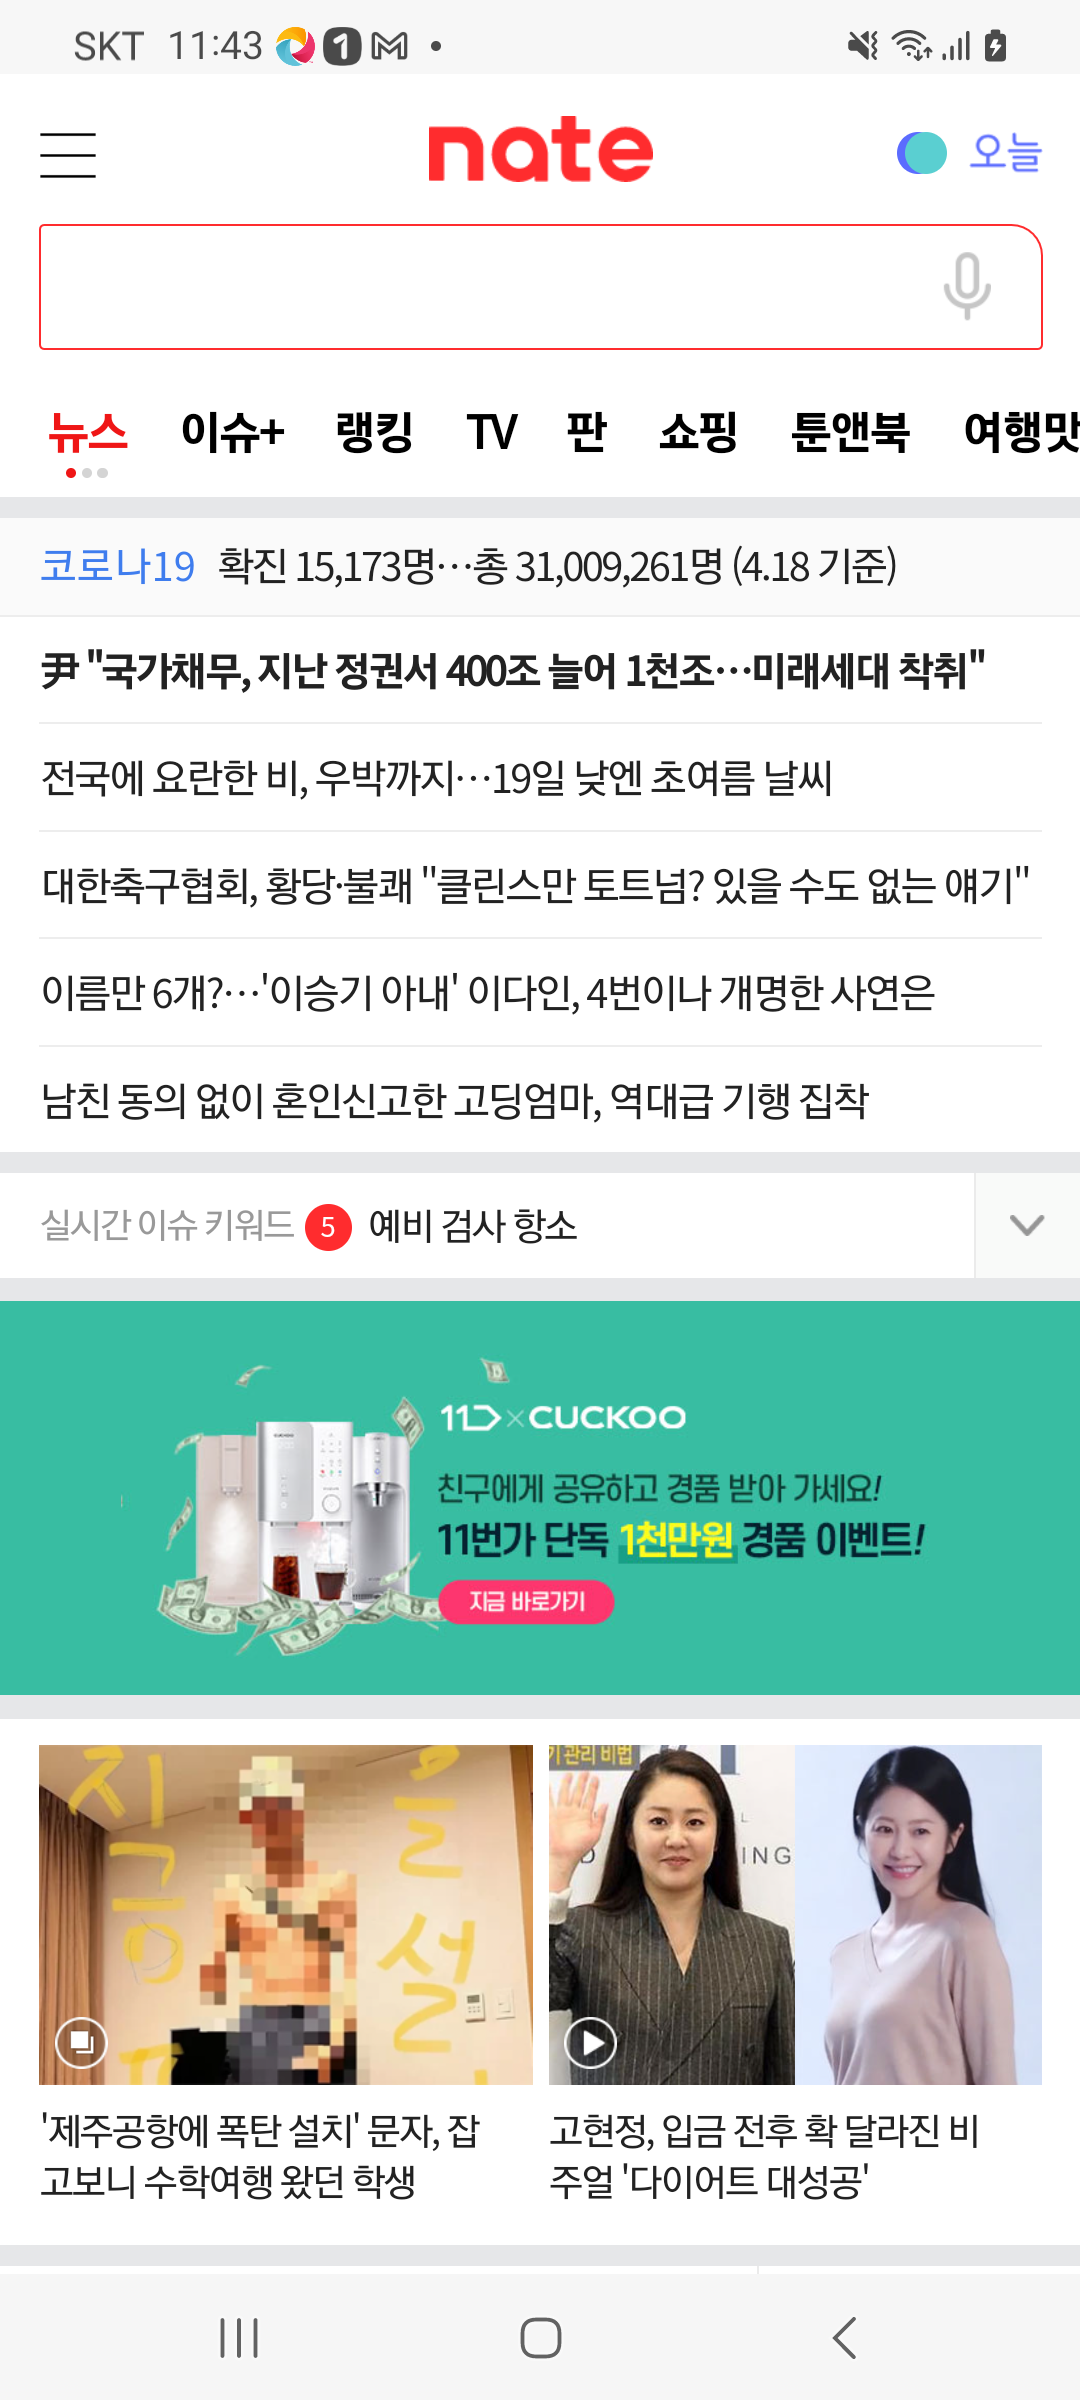 SKT 11:43
nate
오늘
뉴스 이슈+ 랭킹 TV 판 쇼핑 툰앤북 여행맛
코로나19 확진 15,173명…총 31,009,261명 (4.18 기준)
尹 "국가채무, 지난 정권서 400조 늘어 1천조…미래세대 착취"
전국에 요란한 비, 우박까지…19일 낮엔 초여름 날씨
대한축구협회, 황당·불쾌 "클린스만 토트넘? 있을 수도 없는 얘기"
이름만 6개?…'이승기 아내' 이다인, 4번이나 개명한 사연은
남친 동의 없이 혼인신고한 고딩엄마, 역대급 기행 집착
실시간 이슈 키워드 5 예비 검사 항소
11×CUCKOO
친구에게 공유하고 경품 받아 가세요!
11번가 단독 1천만원 경품 이벤트!
지금 바로가기
지금
설
기 관리 비법
ING
'제주공항에 폭탄 설치' 문자, 잡
고보니 수학여행 왔던 학생
고현정, 입금 전후 확 달라진 비
주얼 '다이어트 대성공'